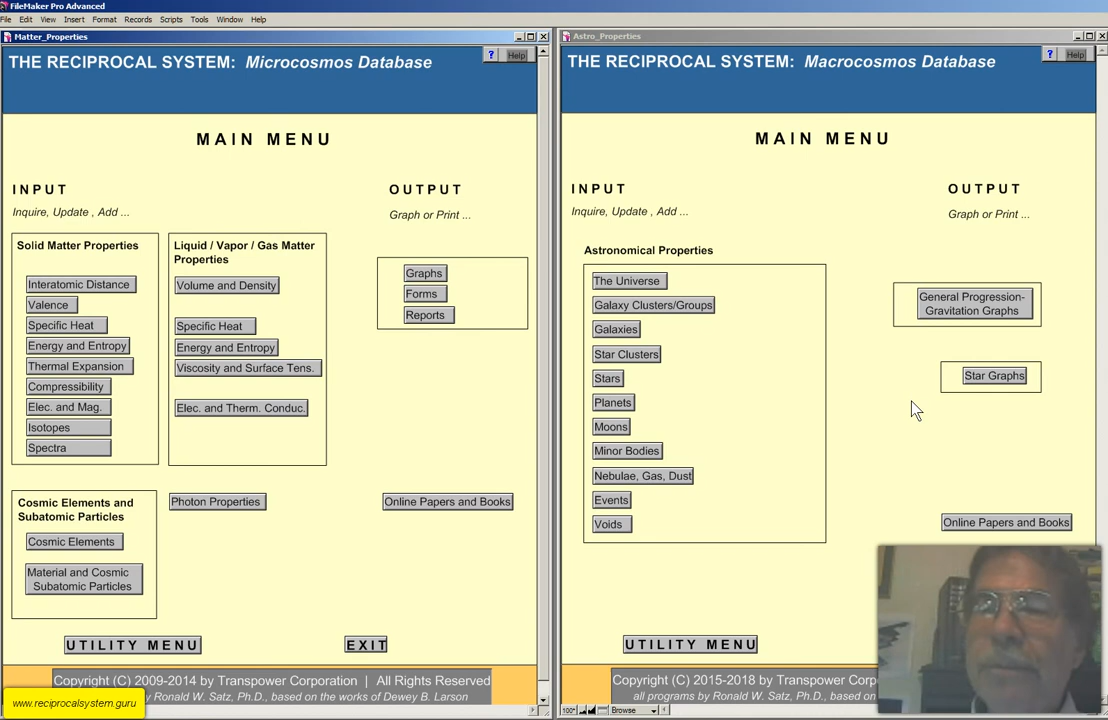 FileMaker Pro Advanced
File Edit View Insert Format Records Scripts Tools Window Help
Matter_Properties
THE RECIPROCAL SYSTEM: Microcosmos Database
? Help
MAIN MENU
INPUT
OUTPUT
Inquire, Update , Add ...
Graph or Print ...
Solid Matter Properties
Interatomic Distance
Valence
Specific Heat
Energy and Entropy
Thermal Expansion
Compressibility
Elec. and Mag.
Isotopes
Spectra
Liquid / Vapor / Gas Matter
Properties
Volume and Density
Specific Heat
Energy and Entropy
Viscosity and Surface Tens.
Elec. and Therm. Conduc.
Graphs
Forms
Reports
Cosmic Elements and
Subatomic Particles
Cosmic Elements
Material and Cosmic
Subatomic Particles
Photon Properties
Online Papers and Books
UTILITY MENU
EXIT
Copyright (C) 2009-2014 by Transpower Corporation | All Rights Reserved
by Ronald W. Satz, Ph.D., based on the works of Dewey B. Larson
www.reciprocalsystem.guru
Astro_Properties
THE RECIPROCAL SYSTEM: Macrocosmos Database
? Help
MAIN MENU
INPUT
OUTPUT
Inquire, Update , Add ...
Graph or Print ...
Astronomical Properties
The Universe
Galaxy Clusters/Groups
Galaxies
Star Clusters
Stars
Planets
Moons
Minor Bodies
Nebulae, Gas, Dust
Events
Voids
General Progression-
Gravitation Graphs
Star Graphs
Online Papers and Books
UTILITY MENU
Copyright (C) 2015-2018 by Transpower
all programs by Ronald W. Satz, Ph.D., based on
100 Browse